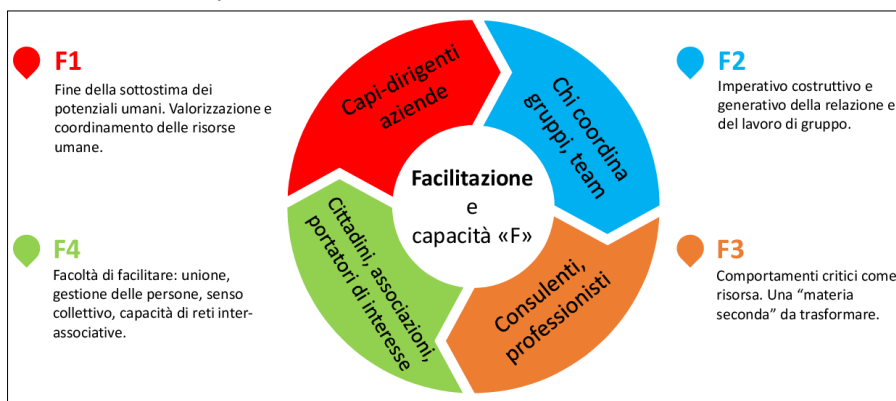 F1
Fine della sottostima dei
potenziali umani. Valorizzazione e
coordinamento delle risorse
umane.
Capi-dirigenti
aziende
Chi coordina
gruppi, team
F2
Imperativo costruttivo e
generativo della relazione e
del lavoro di gruppo.
Facilitazione
e
capacità «F»
F4
Facoltà di facilitare: unione,
gestione delle persone, senso
collettivo, capacità di reti inter-
associative.
Cittadini, associazioni,
portatori di interesse
Consulenti,
professionisti
F3
Comportamenti critici come
risorsa. Una “materia
seconda” da trasformare.